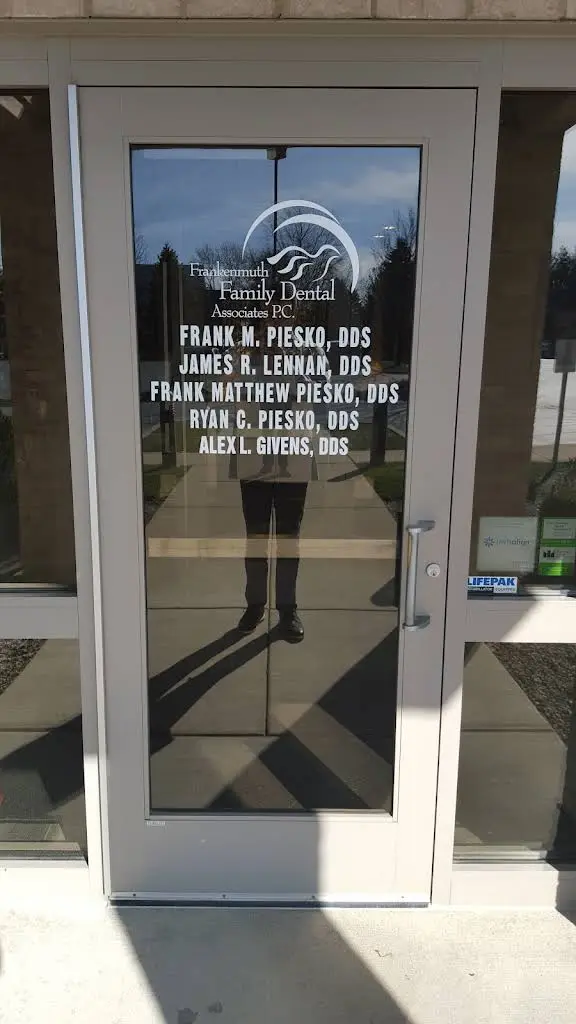 Frankenmuth
Family Dental
Associates P.C.
FRANK M. PIESKO, DDS
JAMES R. LENNAN, DDS
FRANK MATTHEW PIESKO, DDS
RYAN C. PIESKO, DDS
ALEX L. GIVENS, DDS
invisalign
LIFEPAK